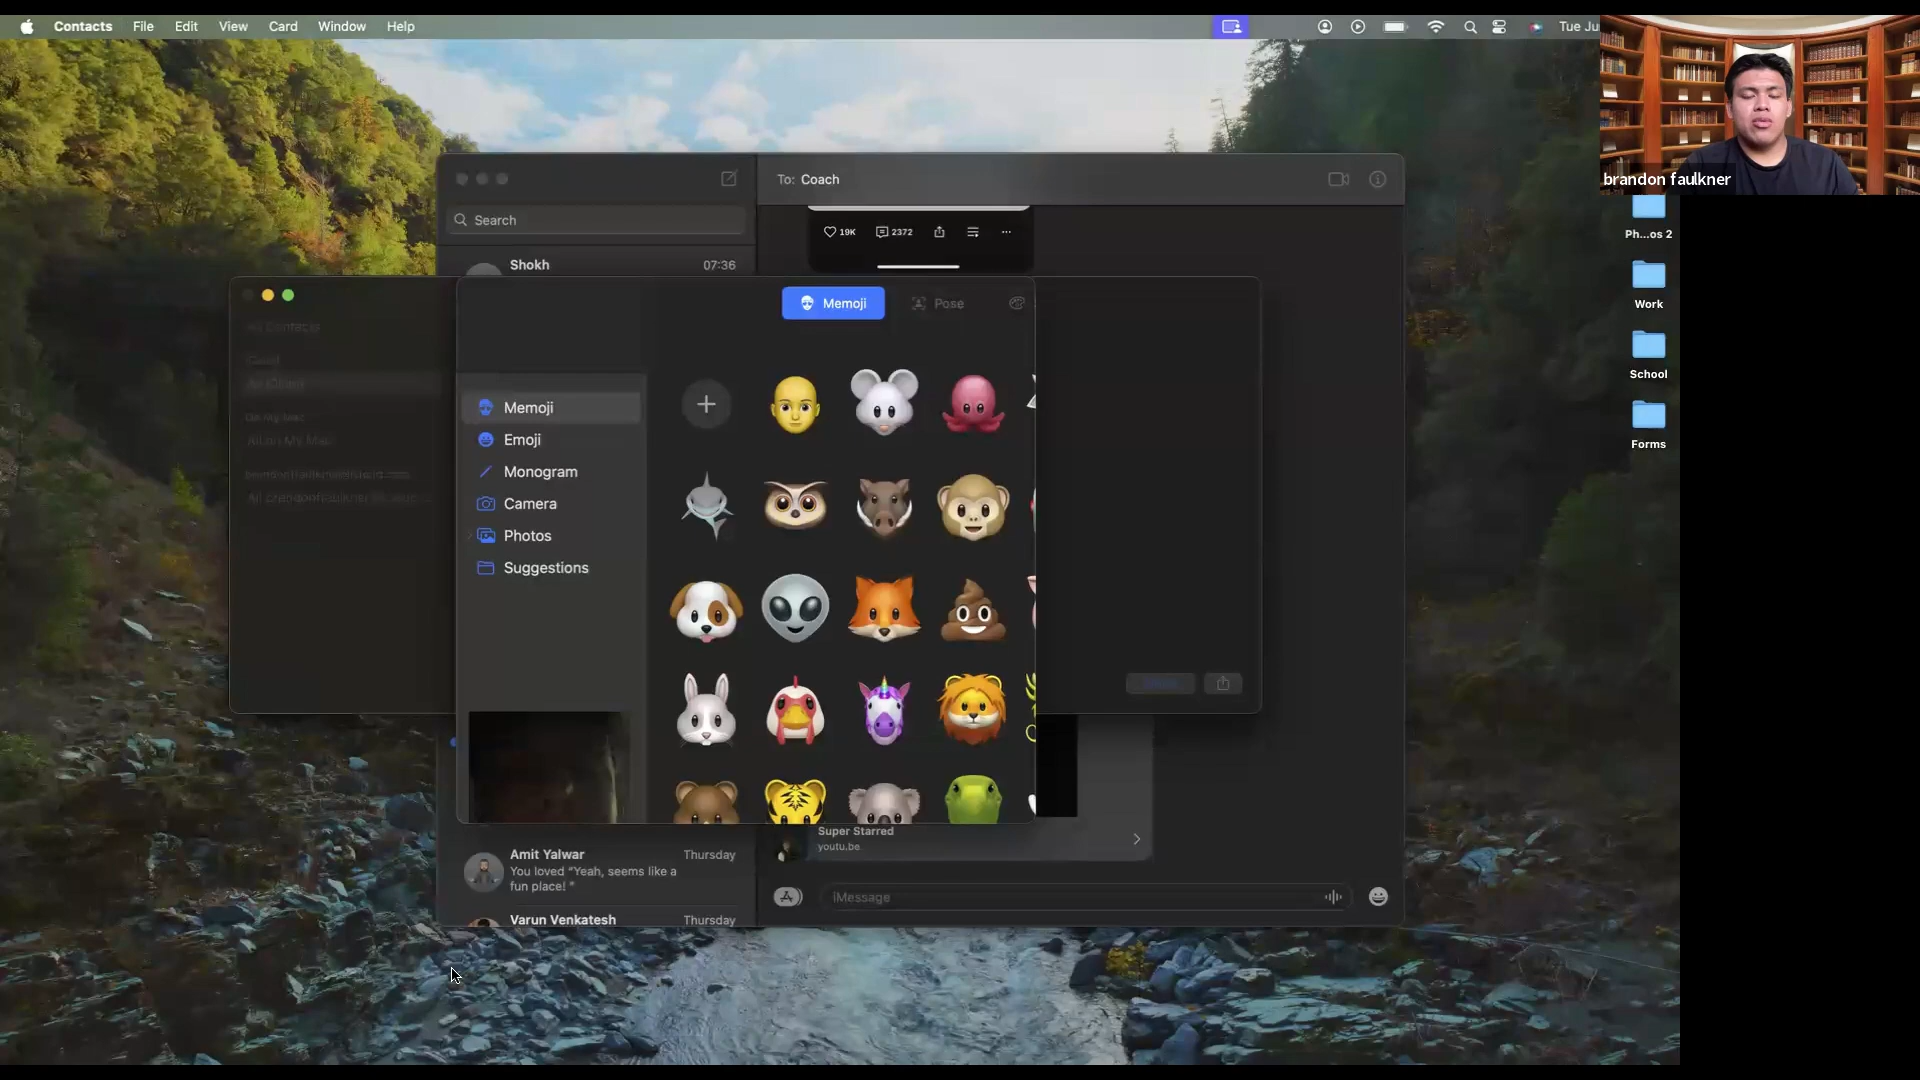 Contacts File Edit View Card Window Help
Tue Ju
brandon faulkner
Ph...os 2
Work
School
Forms
Search
Shokh 07:36
To: Coach
19K 2372
All Contacts
Memoji Pose
Memoji
Emoji
Monogram
Camera
Photos
Suggestions
Amit Yalwar Thursday
You loved “Yeah, seems like a
fun place! ”
Varun Venkatesh Thursday
Super Starred
youtu.be
iMessage